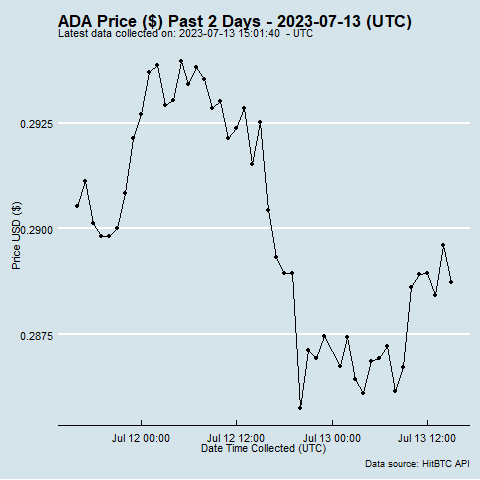 ADA Price ($) Past 2 Days - 2023-07-13 (UTC)
Latest data collected on: 2023-07-13 15:01:40 - UTC
0.2925
0.2900
0.2875
Price USD ($)
Jul 12 00:00
Jul 12 12:00
Jul 13 00:00
Jul 13 12:00
Date Time Collected (UTC)
Data source: HitBTC API